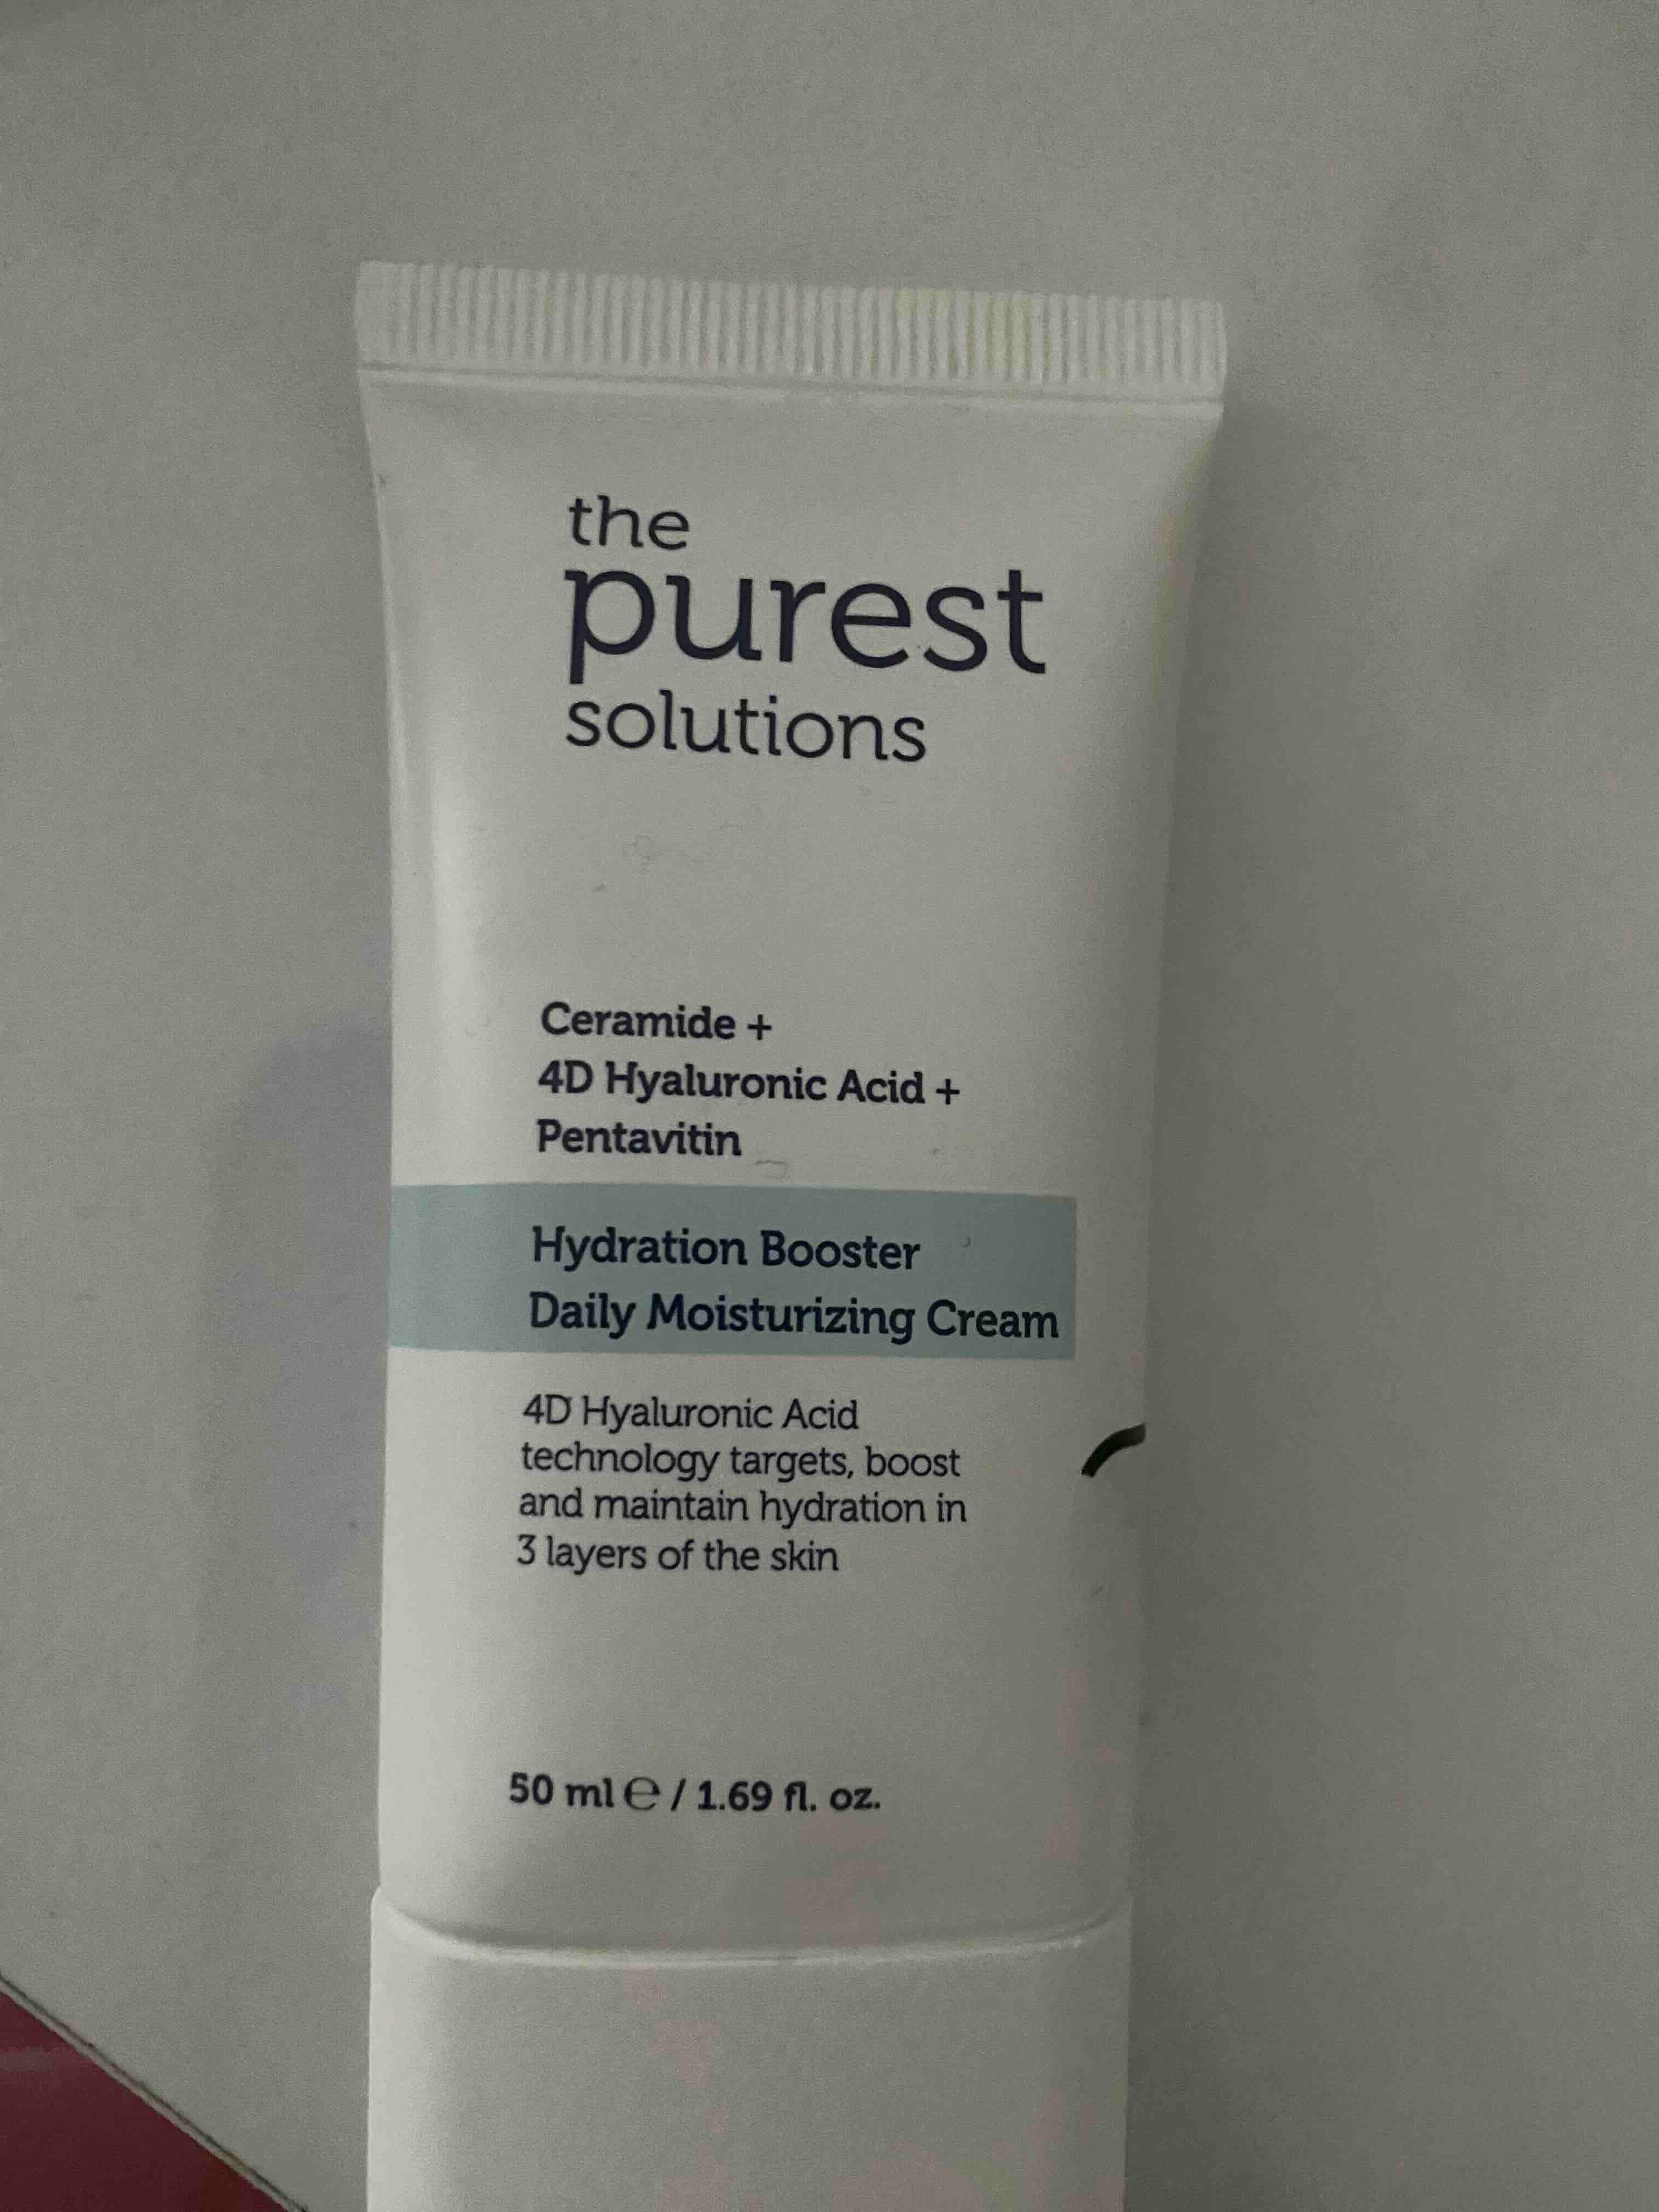 the
purest
solutions
Ceramide +
4D Hyaluronic Acid +
Pentavitin
Hydration Booster
Daily Moisturizing Cream
4D Hyaluronic Acid
technology targets, boost
and maintain hydration in
3 layers of the skin
50 ml ℮ / 1.69 fl. oz.